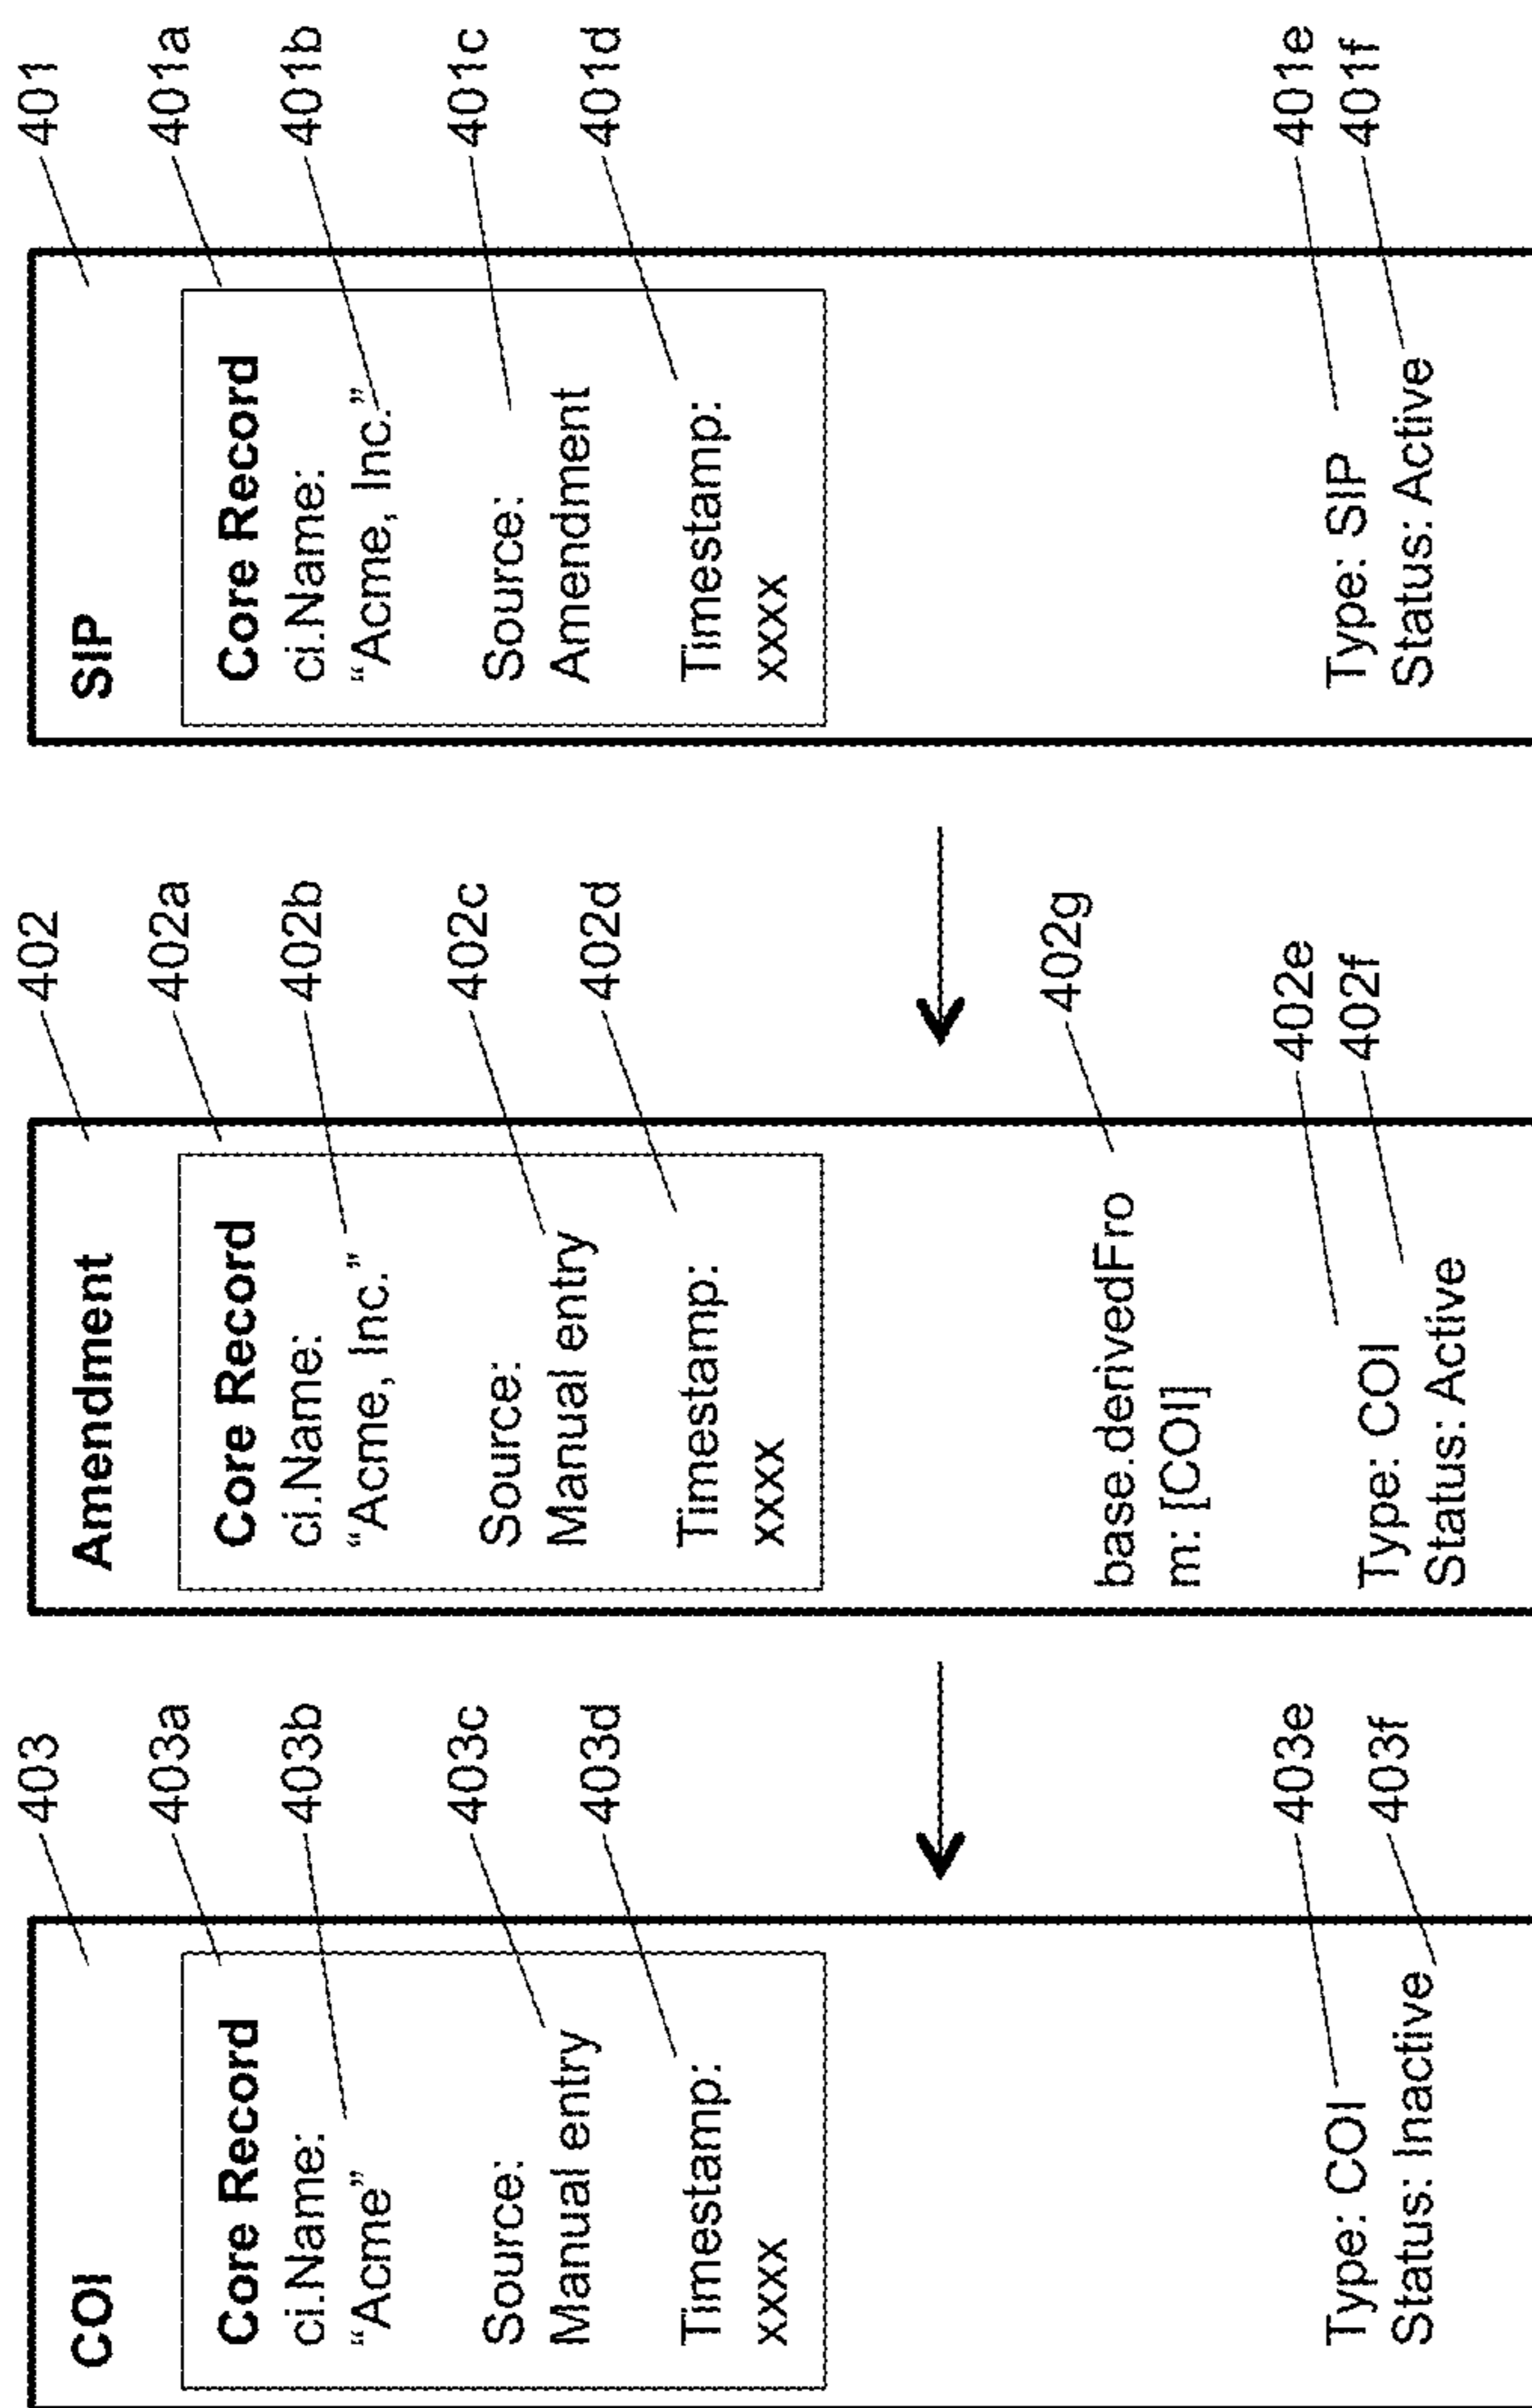 COI
403
Core Record
403a
ci.Name:
403b
“Acme”
Source:
403c
Manual entry
403d
Timestamp:
xxxx
Type: COI
403e
Status: Inactive
403f
Amendment
402
Core Record
402a
ci.Name:
402b
“Acme, Inc.”
Source:
402c
Manual entry
402d
Timestamp:
xxxx
base.derivedFro
402g
m: [COI]
Type: COI
402e
Status: Active
402f
SIP
401
Core Record
401a
ci.Name:
401b
“Acme, Inc.”
Source:
401c
Amendment
401d
Timestamp:
xxxx
Type: SIP
401e
Status: Active
401f